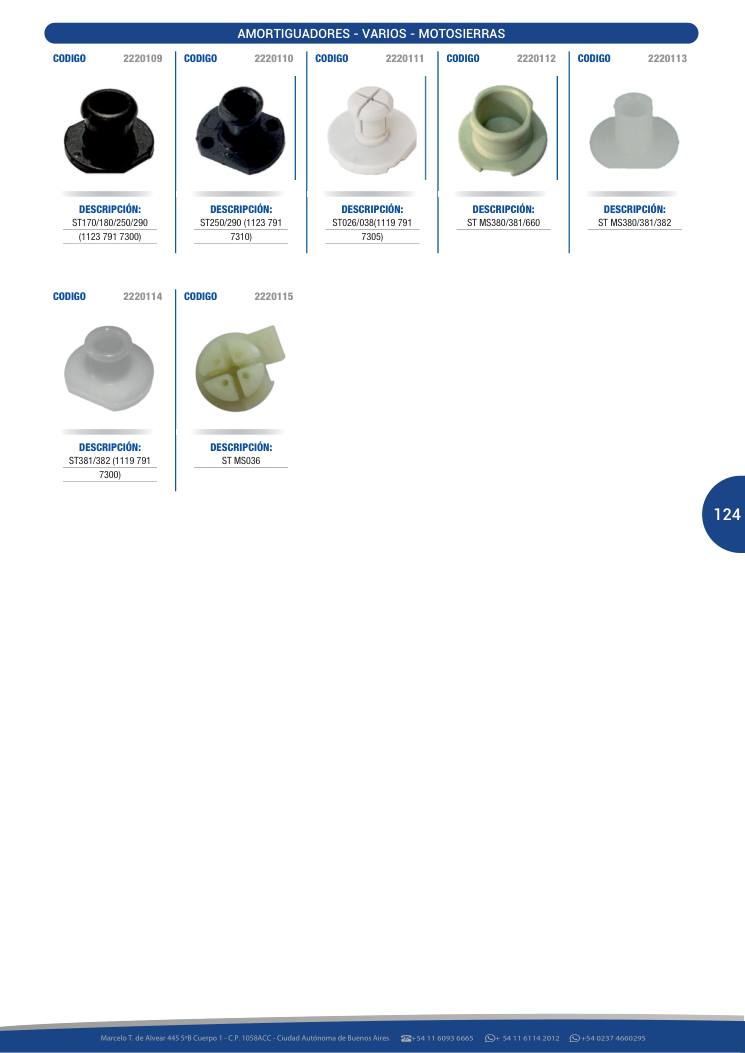 AMORTIGUADORES - VARIOS - MOTOSIERRAS
CODIGO 2220109
DESCRIPCIÓN:
ST170/180/250/290
(1123 791 7300)
CODIGO 2220110
DESCRIPCIÓN:
ST250/290 (1123 791
7310)
CODIGO 2220111
DESCRIPCIÓN:
ST026/038(1119 791
7305)
CODIGO 2220112
DESCRIPCIÓN:
ST MS380/381/660
CODIGO 2220113
DESCRIPCIÓN:
ST MS380/381/382
CODIGO 2220114
DESCRIPCIÓN:
ST381/382 (1119 791
7300)
CODIGO 2220115
DESCRIPCIÓN:
ST MS036
124
Marcelo T. de Alvear 445 5ºB Cuerpo 1 - C.P. 1058ACC - Ciudad Autónoma de Buenos Aires. +54 11 6093 6665 + 54 11 6114 2012 +54 0237 4660295